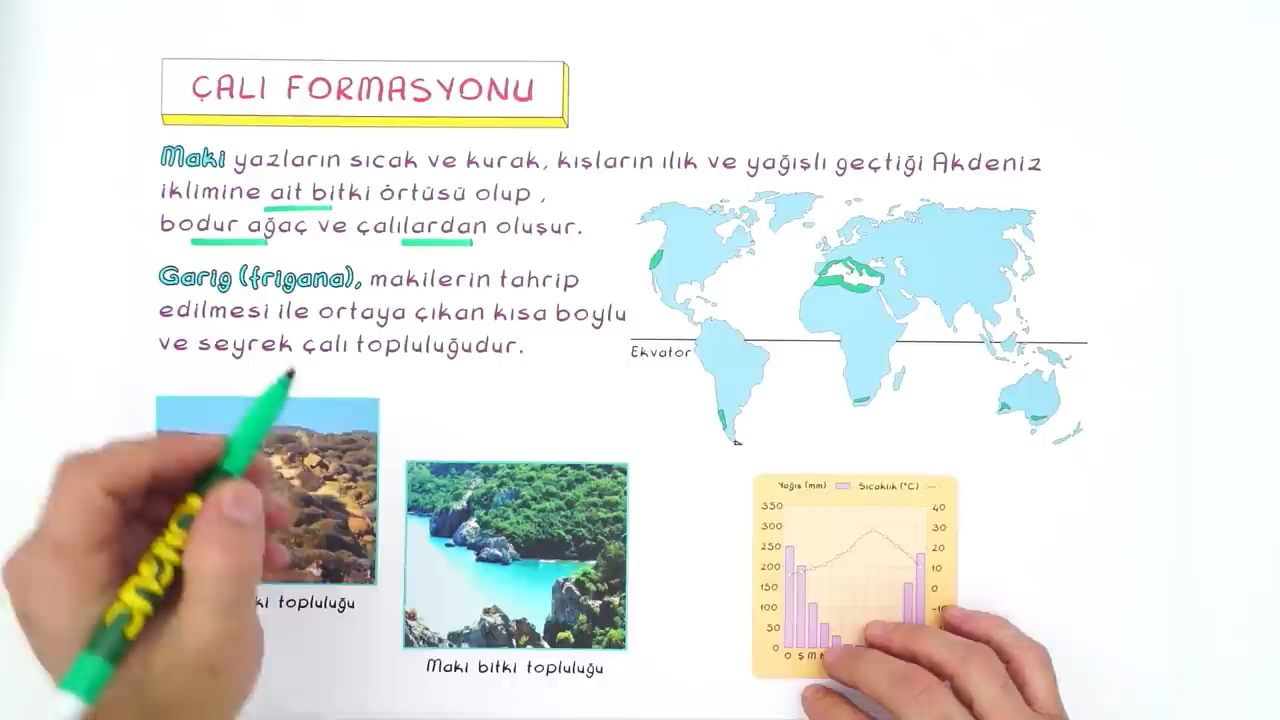 ÇALI FORMASYONU
Maki yazların sıcak ve kurak, kışların ılık ve yağışlı geçtiği Akdeniz
iklimine ait bitki örtüsü olup ,
bodur ağaç ve çalılardan oluşur.
Garig (frigana), makilerin tahrip
edilmesi ile ortaya çıkan kısa boylu
ve seyrek çalı topluluğudur.
Ekvator
topluluğu
Maki bitki topluluğu
Yağış (mm) Sıcaklık (°C)
350 40
300 30
250 20
200 10
150 0
100 -10
50
0
O Ş M